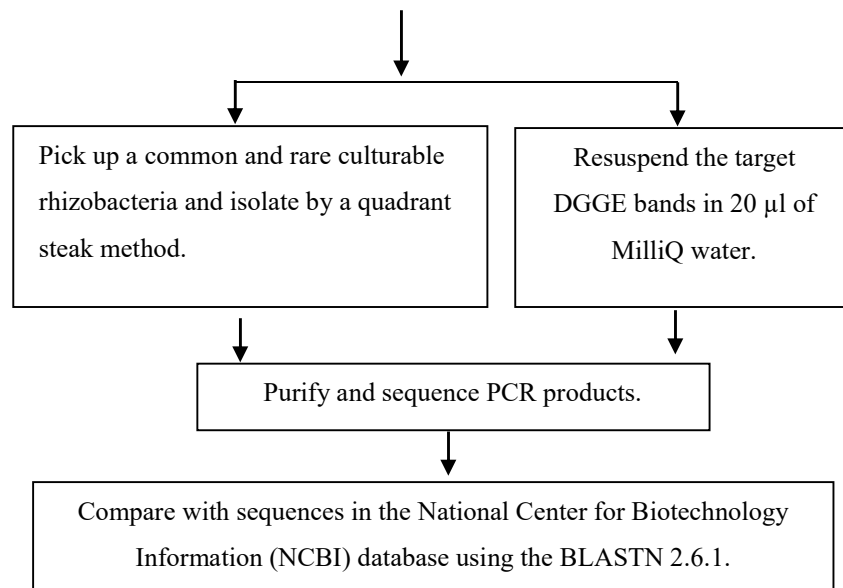 Pick up a common and rare culturable
rhizobacteria and isolate by a quadrant
steak method.
Resuspend the target
DGGE bands in 20 µl of
MilliQ water.
Purify and sequence PCR products.
Compare with sequences in the National Center for Biotechnology
Information (NCBI) database using the BLASTN 2.6.1.